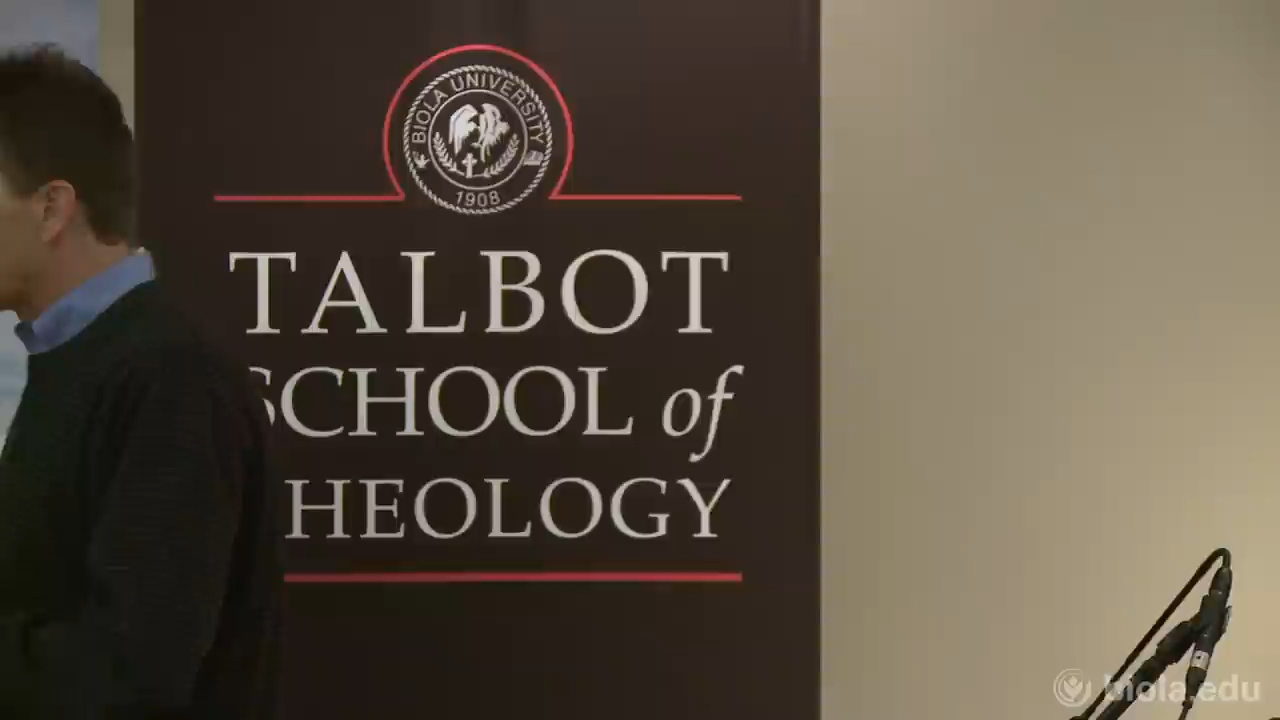 BIOLA UNIVERSITY
1908
TALBOT
SCHOOL of
HEOLOGY
biola.edu